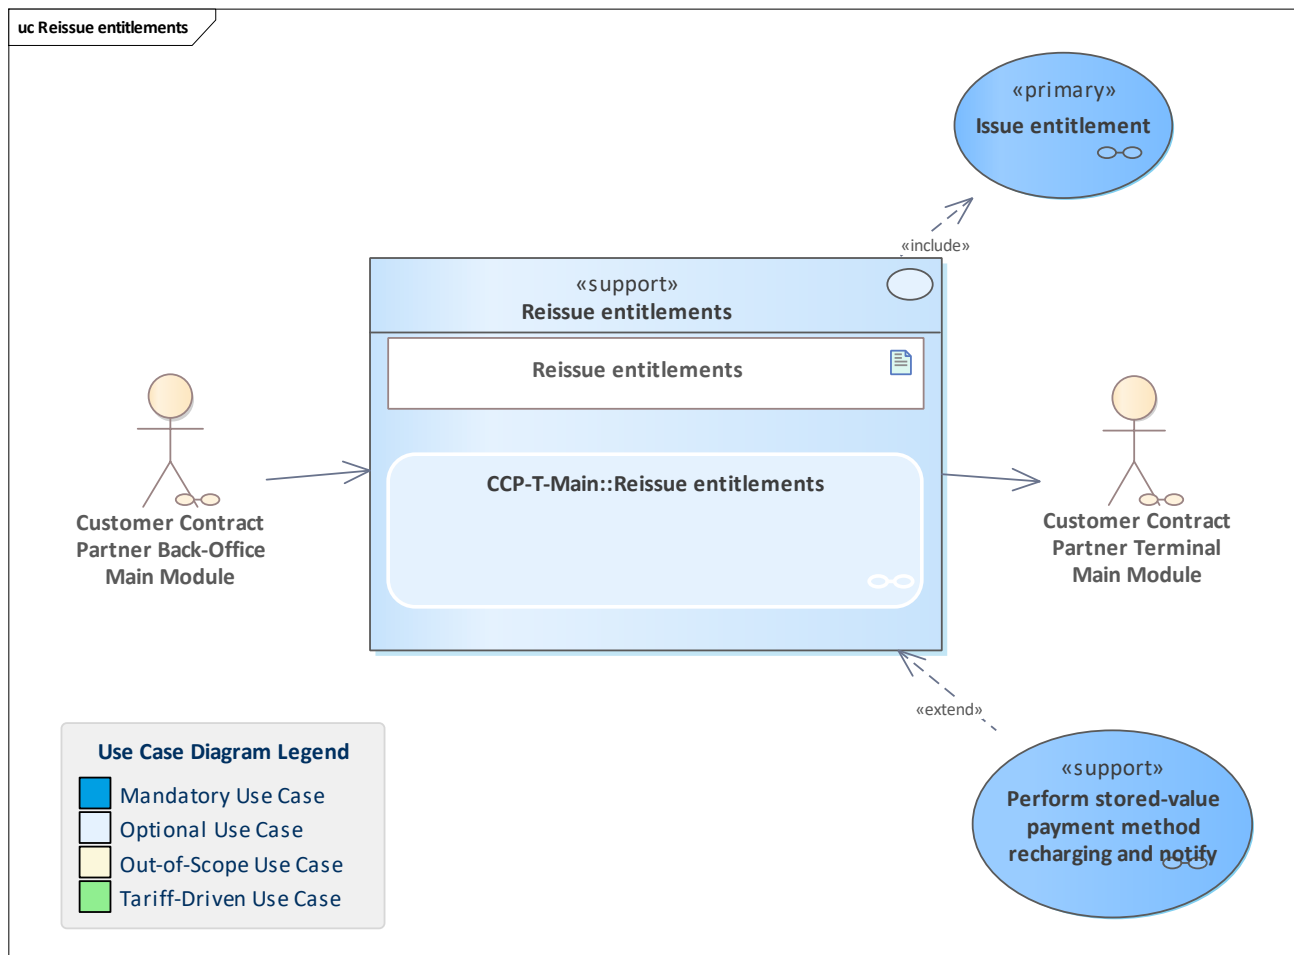 uc Reissue entitlements
«primary»
Issue entitlement
«include»
«support»
Reissue entitlements
Reissue entitlements
CCP-T-Main::Reissue entitlements
Customer Contract
Partner Back-Office
Main Module
Customer Contract
Partner Terminal
Main Module
«extend»
«support»
Perform stored-value
payment method
recharging and notify
Use Case Diagram Legend
Mandatory Use Case
Optional Use Case
Out-of-Scope Use Case
Tariff-Driven Use Case